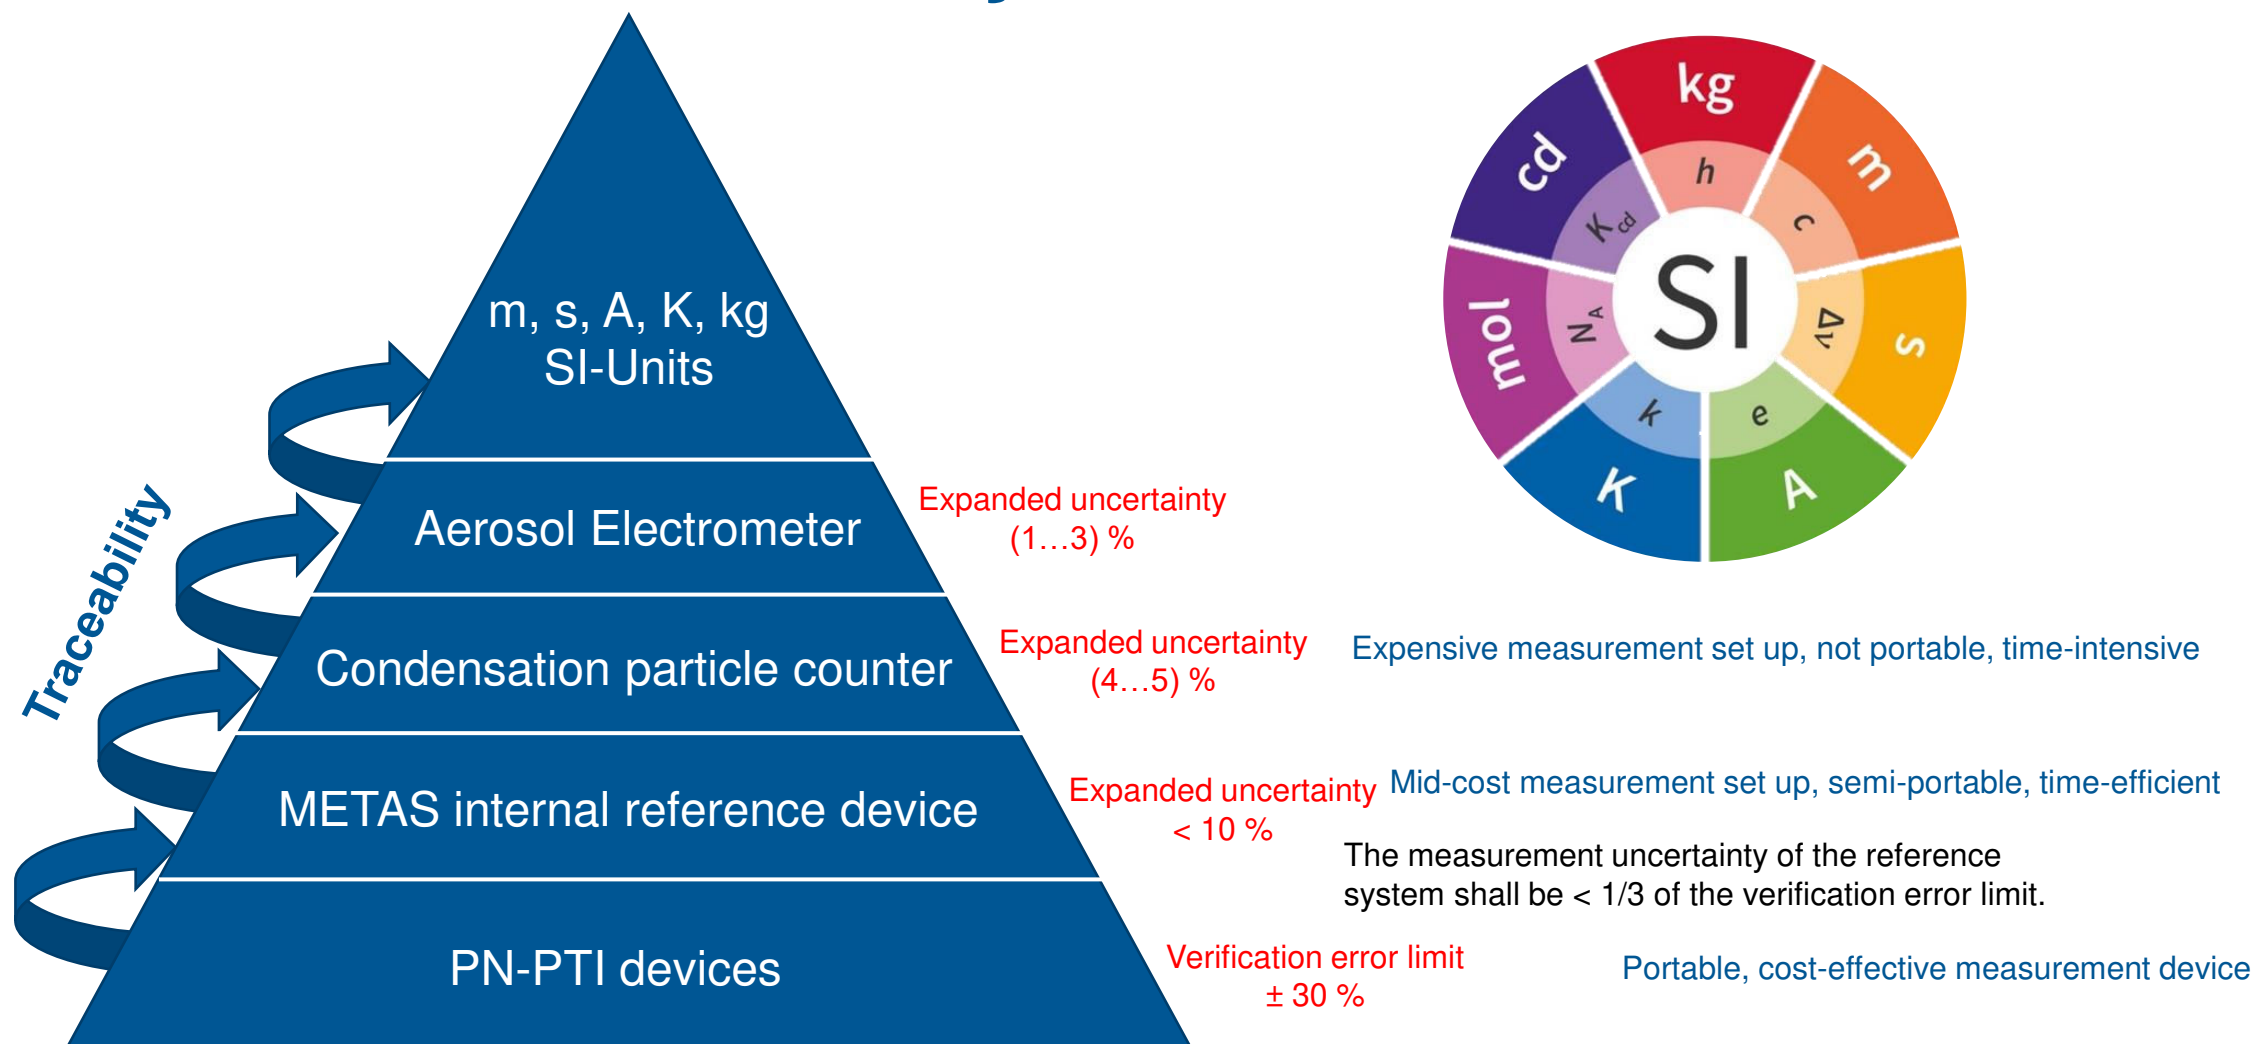 m, s, A, K, kg
SI-Units
Aerosol Electrometer
Condensation particle counter
METAS internal reference device
PN-PTI devices
Traceability
Expanded uncertainty
(1…3) %
Expanded uncertainty
(4…5) %
Expensive measurement set up, not portable, time-intensive
Expanded uncertainty
< 10 %
Mid-cost measurement set up, semi-portable, time-efficient
The measurement uncertainty of the reference
system shall be < 1/3 of the verification error limit.
Verification error limit
± 30 %
Portable, cost-effective measurement device
SI
kg
h
m
c
s
Δν
A
e
K
k
mol
N_A
cd
K_cd